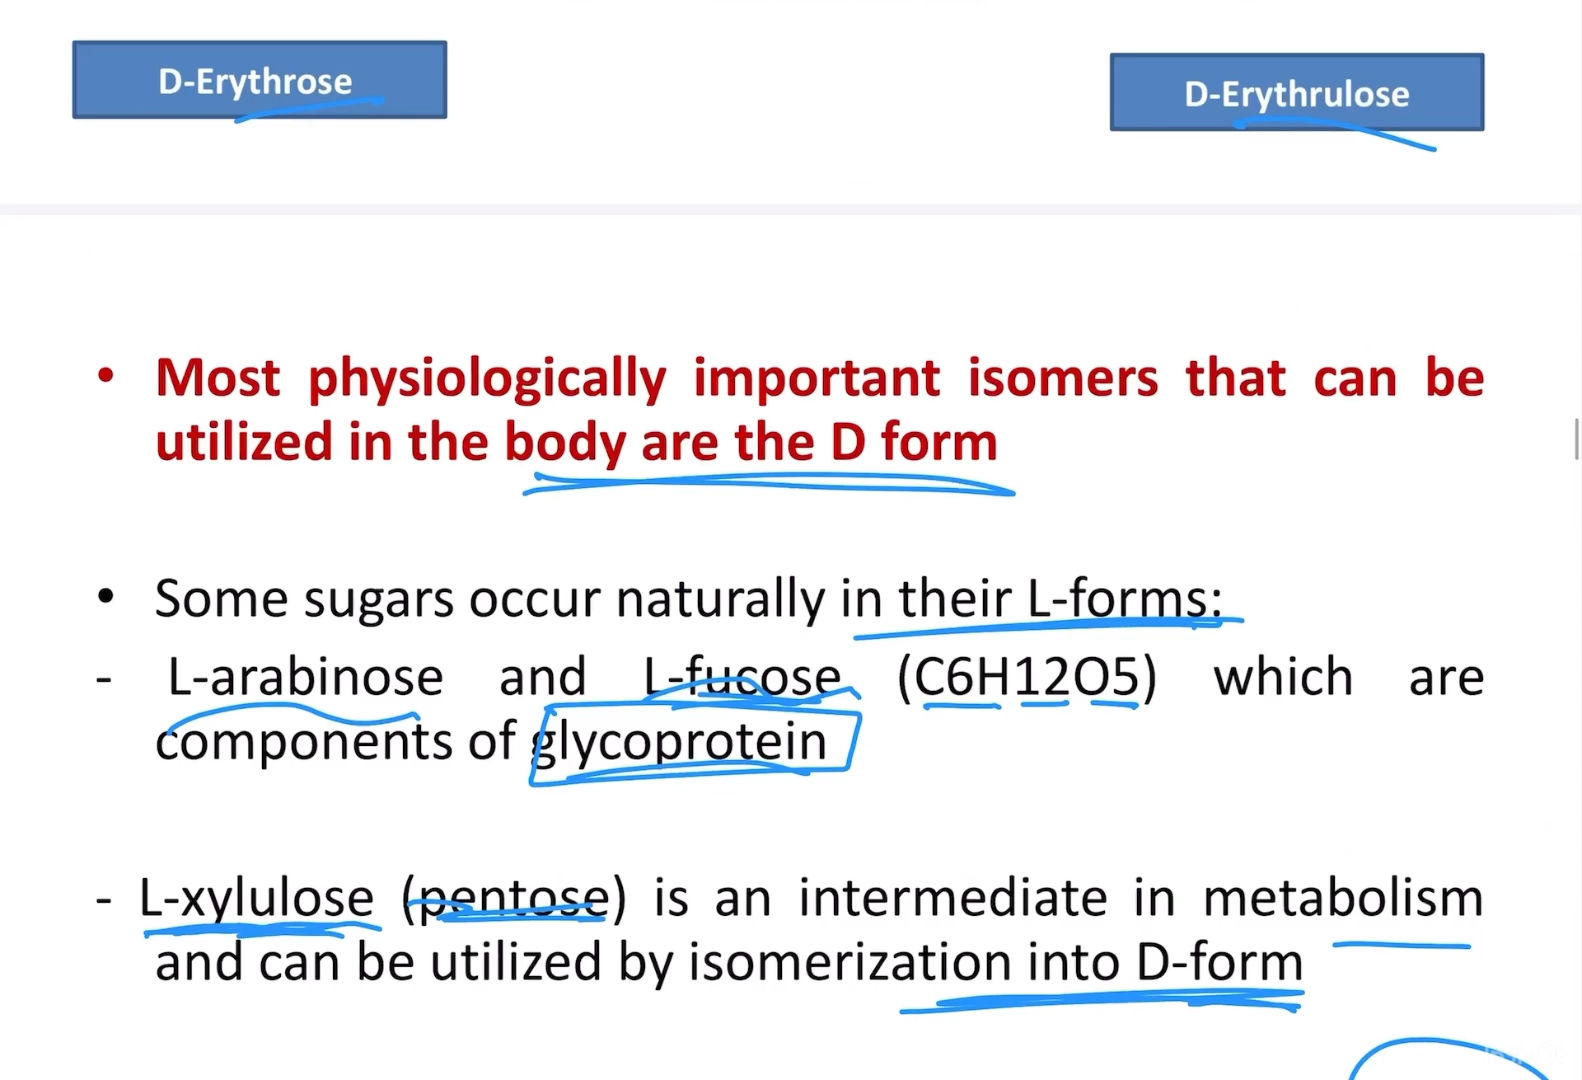 D-Erythrose
D-Erythrulose
• Most physiologically important isomers that can be
utilized in the body are the D form
• Some sugars occur naturally in their L-forms:
- L-arabinose and L-fucose (C6H12O5) which are
components of glycoprotein
- L-xylulose (pentose) is an intermediate in metabolism
and can be utilized by isomerization into D-form